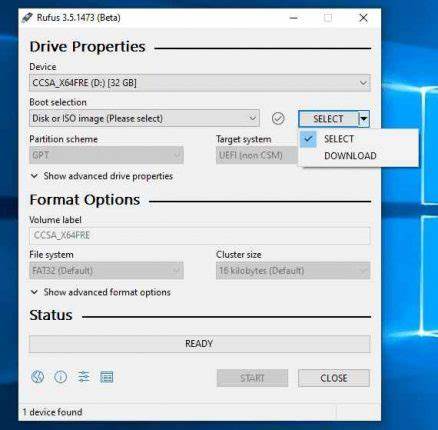 Rufus 3.5.1473 (Beta)
Drive Properties
Device
CCSA_X64FRE (D:) [32 GB]
Boot selection
Disk or ISO image (Please select)
SELECT
SELECT
DOWNLOAD
Partition scheme
Target system
GPT
UEFI (non CSM)
Show advanced drive properties
Format Options
Volume label
CCSA_X64FRE
File system
Cluster size
FAT32 (Default)
16 kilobytes (Default)
Show advanced format options
Status
READY
START
CLOSE
1 device found